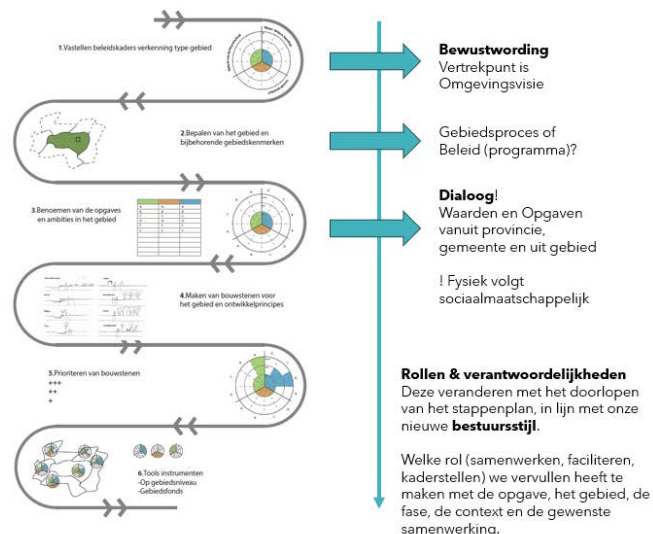 1.Vastellen beleidskaders verkenning type gebied
2.Bepalen van het gebied en
bijbehorende gebiedskenmerken
3.Benoemen van de opgaves
en ambities in het gebied
4.Maken van bouwstenen voor
het gebied en ontwikkelprincipes
5.Prioriteren van bouwstenen
+++
++
+
6.Tools instrumenten
-Op gebiedsniveau
-Gebiedsfonds
Bewustwording
Vertrekpunt is
Omgevingsvisie
Gebiedsproces of
Beleid (programma)?
Dialoog!
Waarden en Opgaven
vanuit provincie,
gemeente en uit gebied
! Fysiek volgt
sociaalmaatschappelijk
Rollen & verantwoordelijkheden
Deze veranderen met het doorlopen
van het stappenplan, in lijn met onze
nieuwe bestuursstijl.
Welke rol (samenwerken, faciliteren,
kaderstellen) we vervullen heeft te
maken met de opgave, het gebied, de
fase, de context en de gewenste
samenwerking.